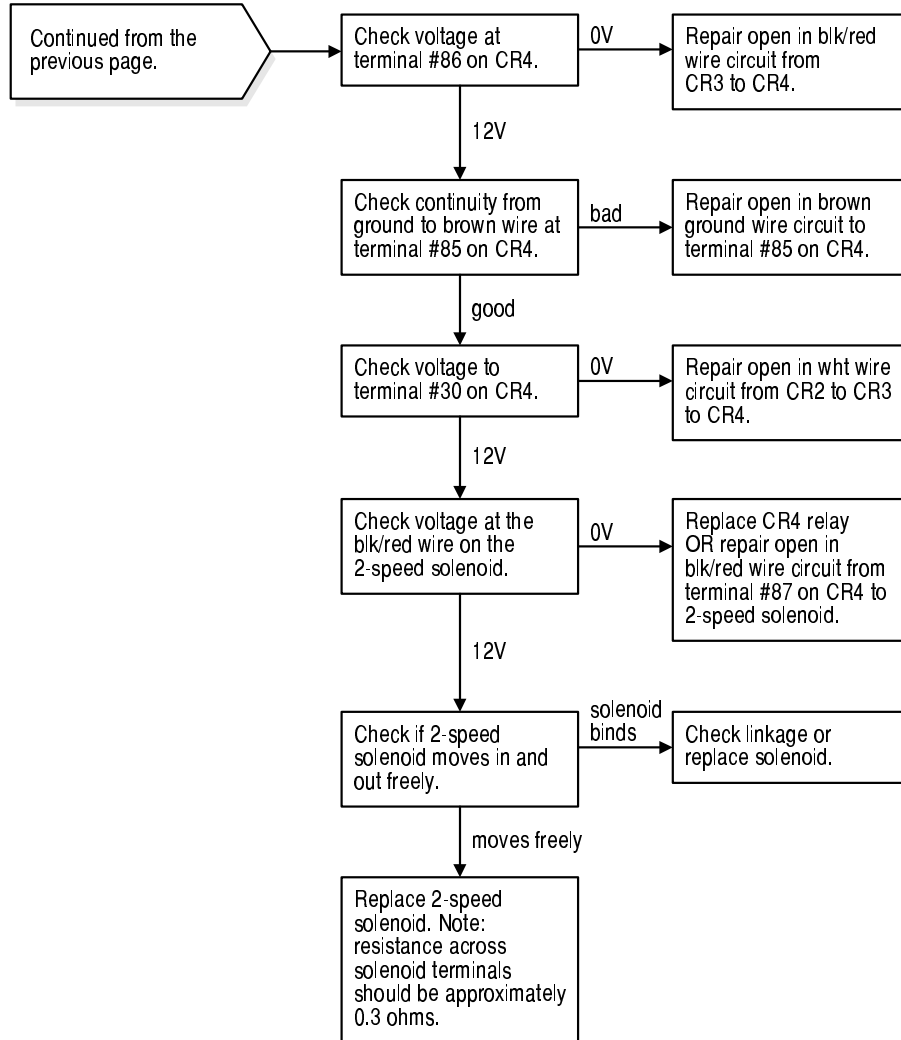 Continued from the
previous page.
Check voltage at
terminal #86 on CR4.
0V
Repair open in blk/red
wire circuit from
CR3 to CR4.
12V
Check continuity from
ground to brown wire at
terminal #85 on CR4.
bad
Repair open in brown
ground wire circuit to
terminal #85 on CR4.
good
Check voltage to
terminal #30 on CR4.
0V
Repair open in wht wire
circuit from CR2 to CR3
to CR4.
12V
Check voltage at the
blk/red wire on the
2-speed solenoid.
0V
Replace CR4 relay
OR repair open in
blk/red wire circuit from
terminal #87 on CR4 to
2-speed solenoid.
12V
Check if 2-speed
solenoid moves in and
out freely.
solenoid
binds
Check linkage or
replace solenoid.
moves freely
Replace 2-speed
solenoid. Note:
resistance across
solenoid terminals
should be approximately
0.3 ohms.